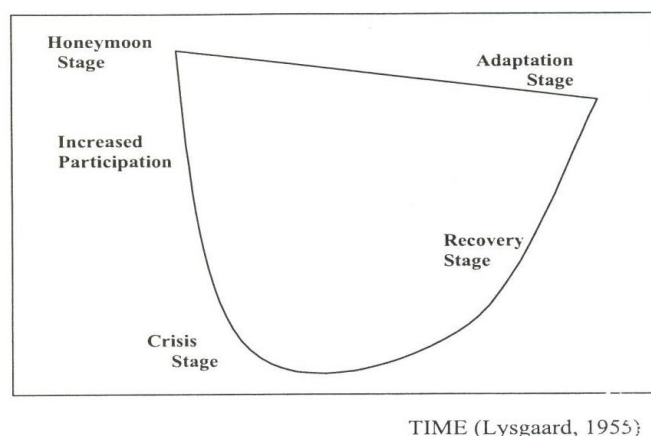 Honeymoon
Stage
Adaptation
Stage
Increased
Participation
Recovery
Stage
Crisis
Stage
TIME (Lysgaard, 1955)